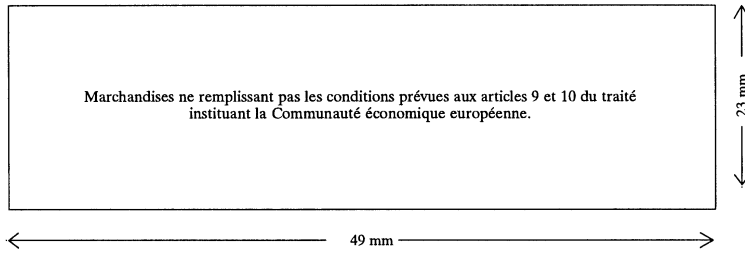 Marchandises ne remplissant pas les conditions prévues aux articles 9 et 10 du traité
instituant la Communauté économique européenne.
23 mm
49 mm